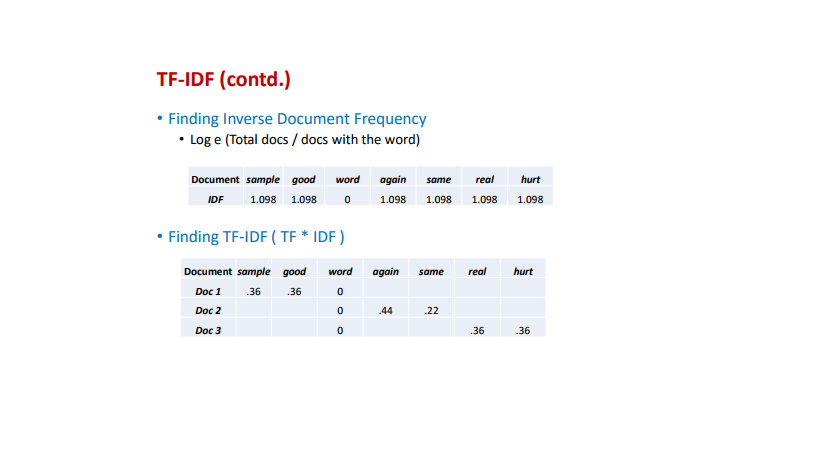 TF-IDF (contd.)
• Finding Inverse Document Frequency
• Log e (Total docs / docs with the word)
Document sample good word again same real hurt
IDF 1.098 1.098 0 1.098 1.098 1.098 1.098
• Finding TF-IDF ( TF * IDF )
Document sample good word again same real hurt
Doc 1 .36 .36 0
Doc 2 0 .44 .22
Doc 3 0 .36 .36